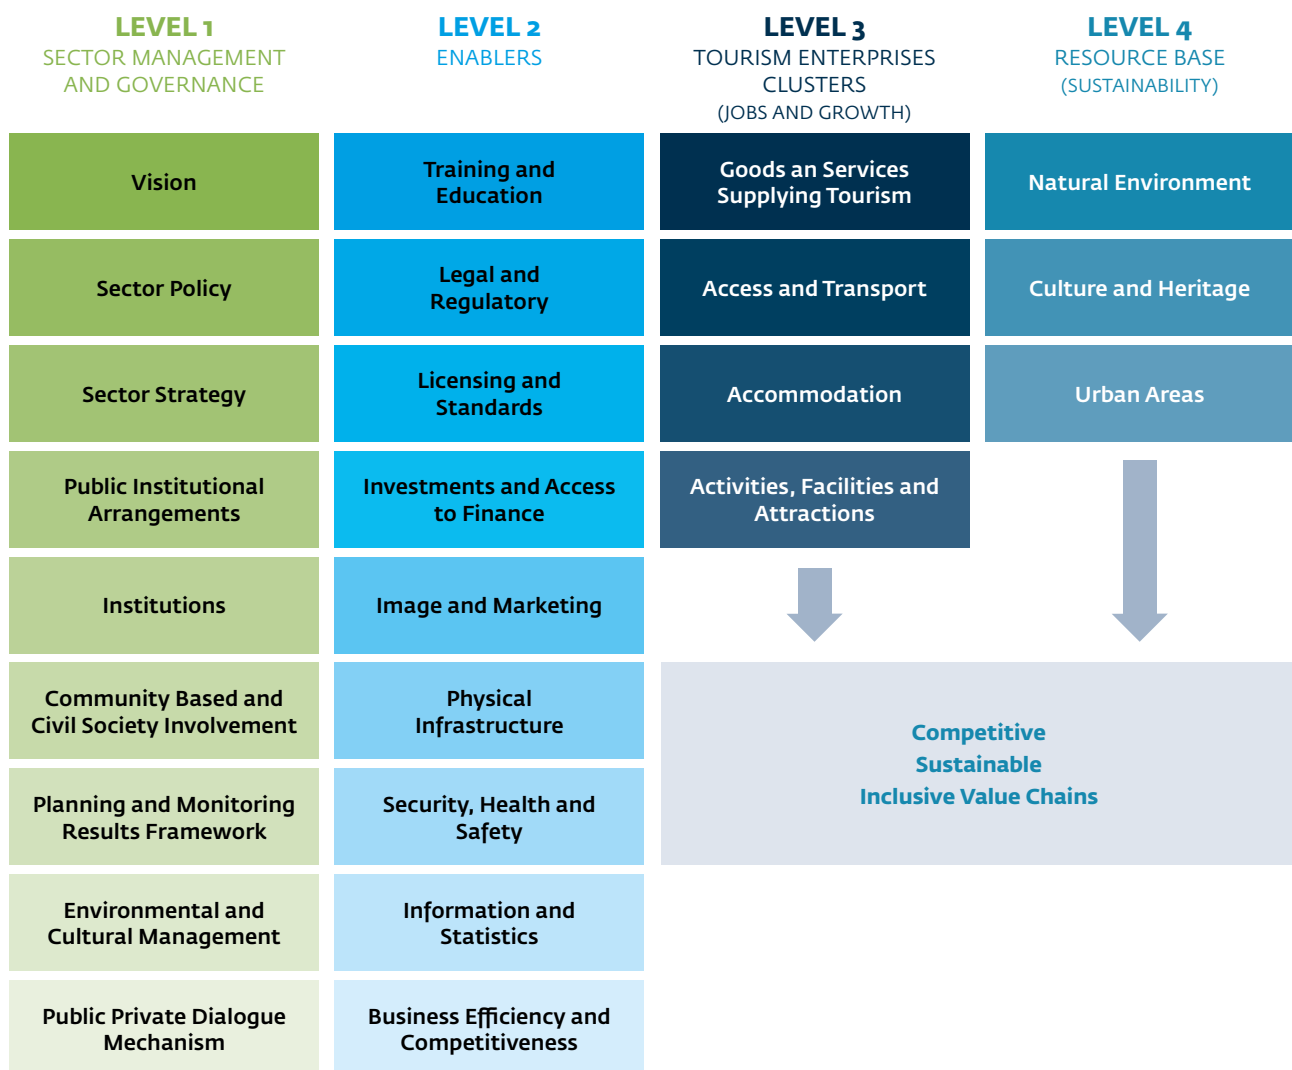 LEVEL 1
SECTOR MANAGEMENT
AND GOVERNANCE
Vision
Sector Policy
Sector Strategy
Public Institutional
Arrangements
Institutions
Community Based and
Civil Society Involvement
Planning and Monitoring
Results Framework
Environmental and
Cultural Management
Public Private Dialogue
Mechanism
LEVEL 2
ENABLERS
Training and
Education
Legal and
Regulatory
Licensing and
Standards
Investments and Access
to Finance
Image and Marketing
Physical
Infrastructure
Security, Health and
Safety
Information and
Statistics
Business Efficiency and
Competitiveness
LEVEL 3
TOURISM ENTERPRISES
CLUSTERS
(JOBS AND GROWTH)
Goods an Services
Supplying Tourism
Access and Transport
Accommodation
Activities, Facilities and
Attractions
LEVEL 4
RESOURCE BASE
(SUSTAINABILITY)
Natural Environment
Culture and Heritage
Urban Areas
Competitive
Sustainable
Inclusive Value Chains